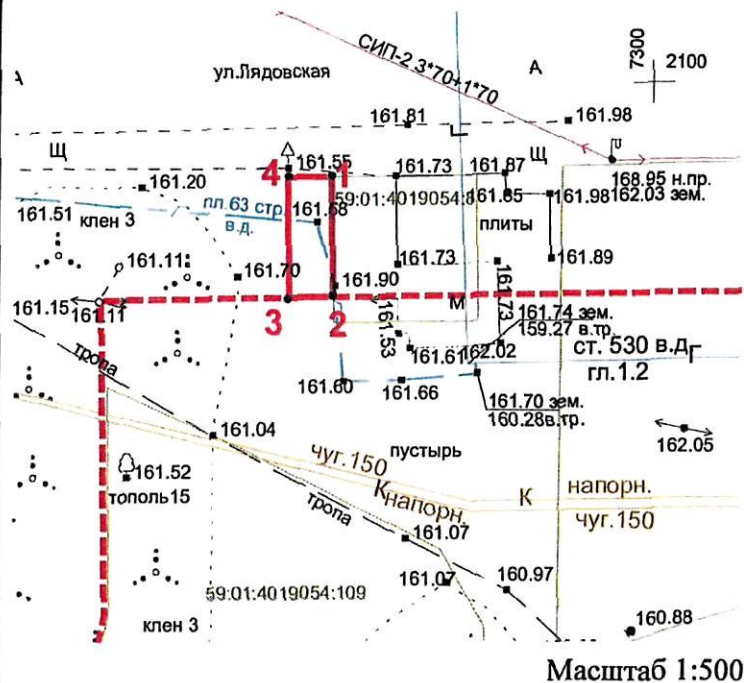 СИП-2 3*70+1*70
ул.Лядовская
А
7300
2100
161.81
161.98
Щ
161.55
161.73
161.87
Щ
4
1
161.20
59:01:4019054:8
161.65
161.98
168.95 н.пр.
162.03 зем.
161.51
клен 3
пл.63 стр.
в.д.
161.68
плиты
161.11
161.70
161.73
161.73
161.89
161.90
161.15
161.11
3
2
М
161.74 зем.
159.27 в.тр.
161.53
тропа
161.61
162.02
ст. 530 в.д.
Г
гл.1.2
161.60
161.66
161.70 зем.
160.28в.тр.
161.04
162.05
пустырь
чуг.150
161.52
тополь15
К
напорн.
К
напорн.
чуг.150
тропа
161.07
161.07
160.97
59:01:4019054:109
клен 3
160.88
Масштаб 1:500